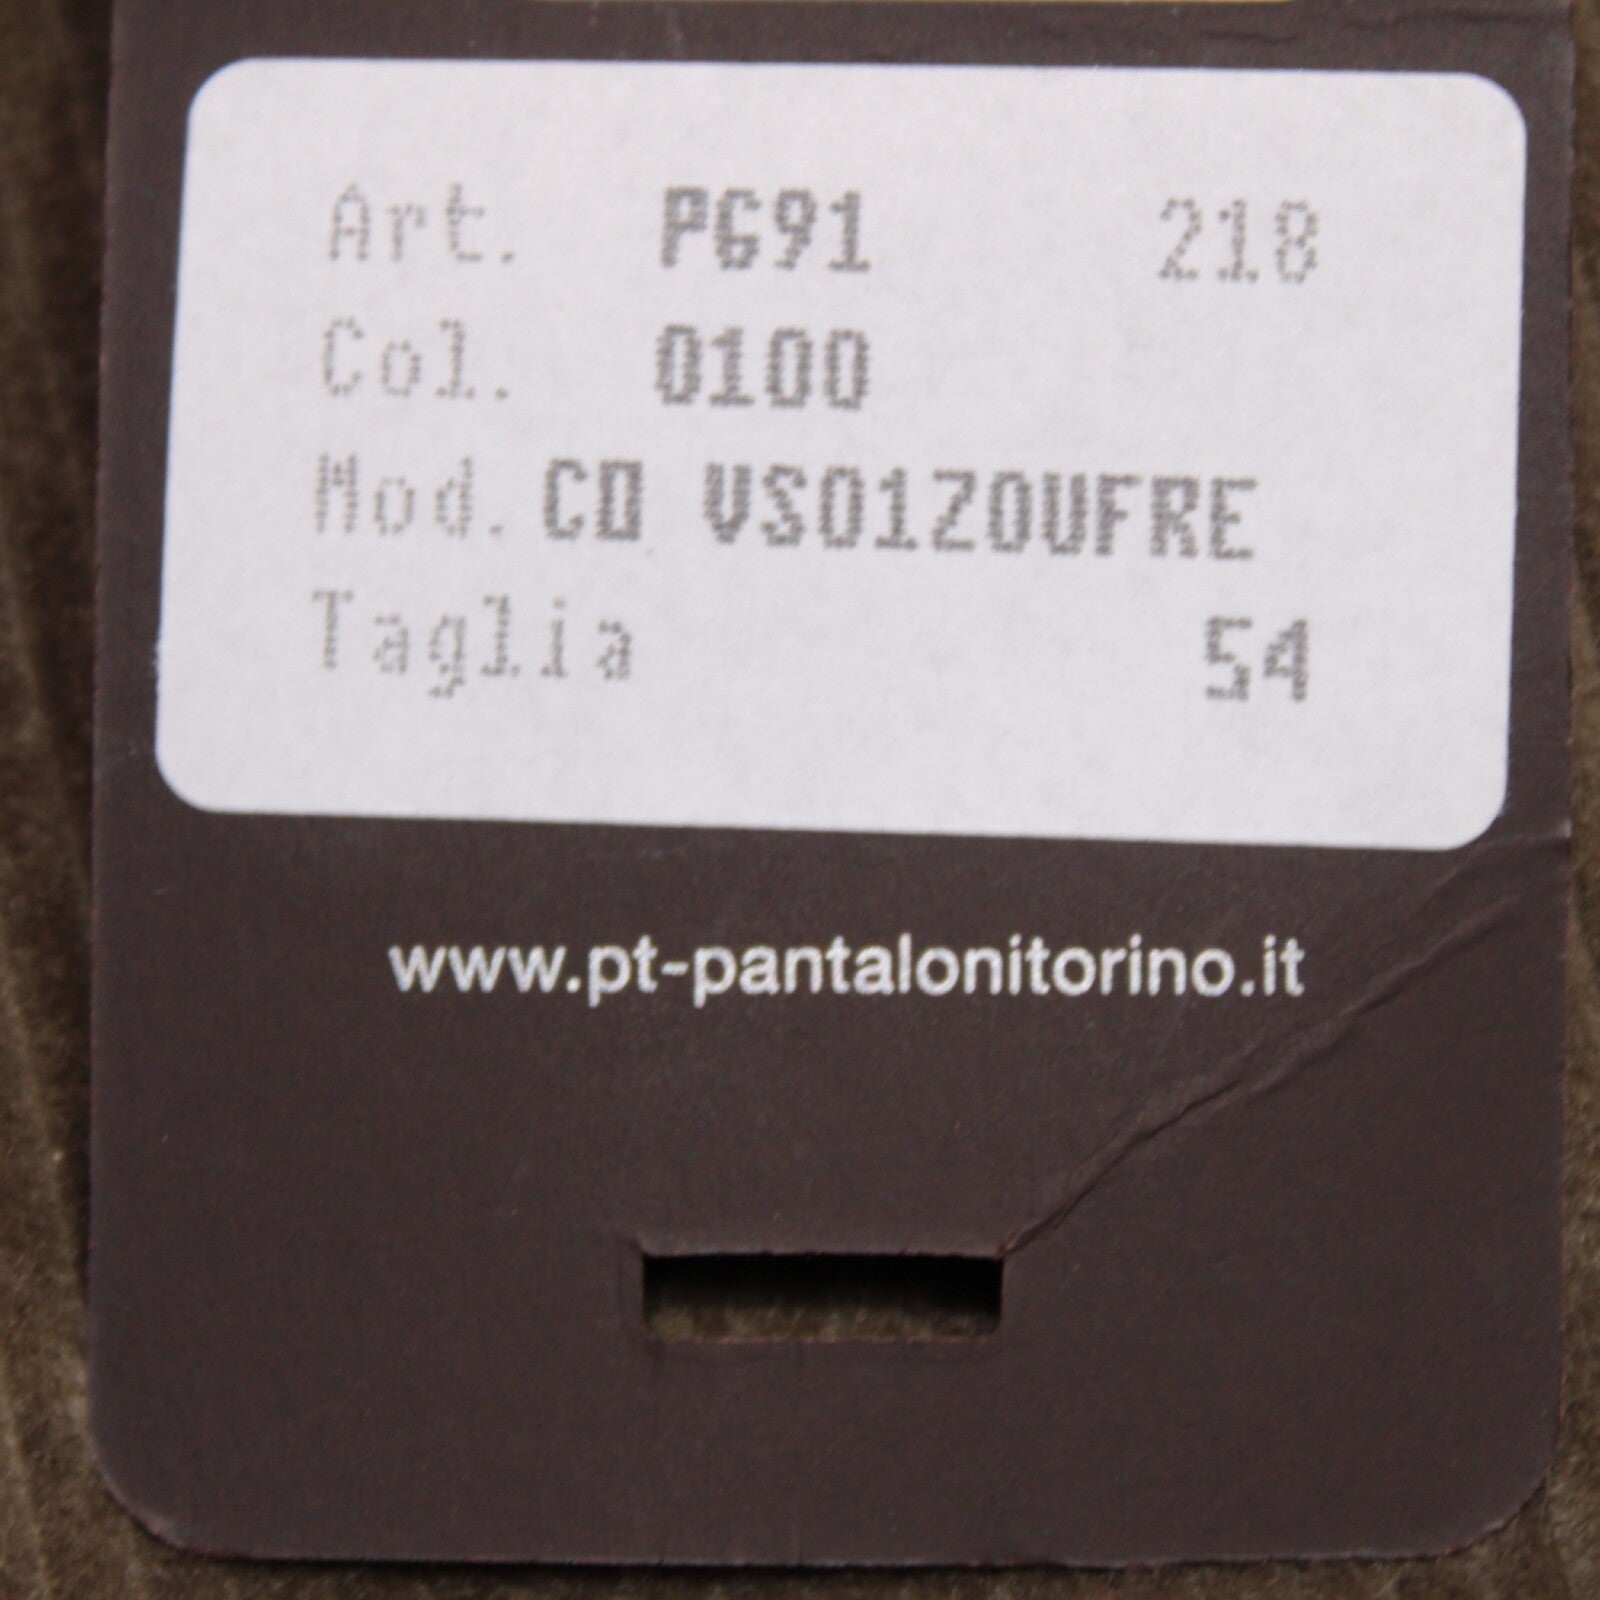 Art. PG91 218
Col. 0100
Mod. CO VS01Z0UFRE
Taglia 54
www.pt-pantalonitorino.it